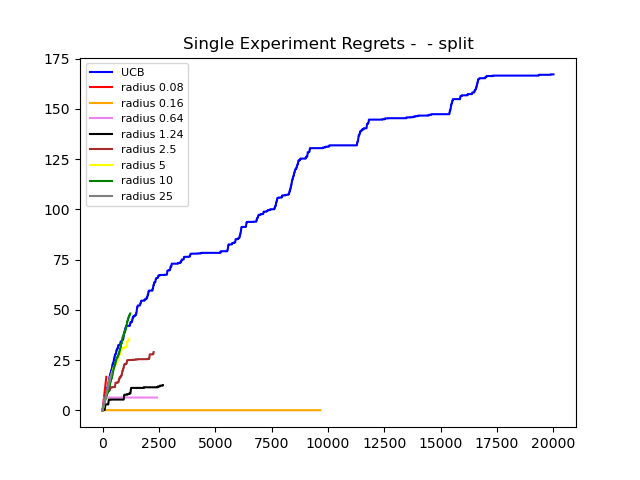 Single Experiment Regrets -  - split
175
150
125
100
75
50
25
0
UCB
radius 0.08
radius 0.16
radius 0.64
radius 1.24
radius 2.5
radius 5
radius 10
radius 25
0 2500 5000 7500 10000 12500 15000 17500 20000